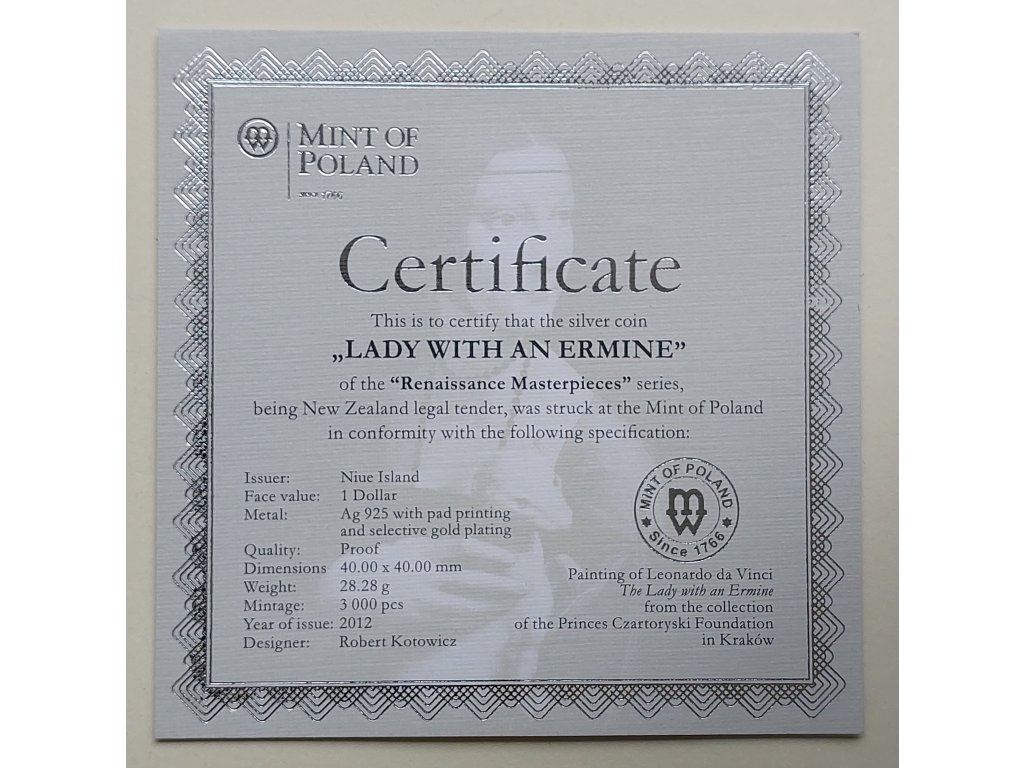 MINT OF
POLAND
SINCE 1766
Certificate
This is to certify that the silver coin
„LADY WITH AN ERMINE”
of the “Renaissance Masterpieces” series,
being New Zealand legal tender, was struck at the Mint of Poland
in conformity with the following specification:
Issuer: Niue Island
Face value: 1 Dollar
Metal: Ag 925 with pad printing
and selective gold plating
Quality: Proof
Dimensions 40.00 x 40.00 mm
Weight: 28.28 g
Mintage: 3 000 pcs
Year of issue: 2012
Designer: Robert Kotowicz
MINT OF POLAND
Since 1766
Painting of Leonardo da Vinci
The Lady with an Ermine
from the collection
of the Princes Czartoryski Foundation
in Kraków